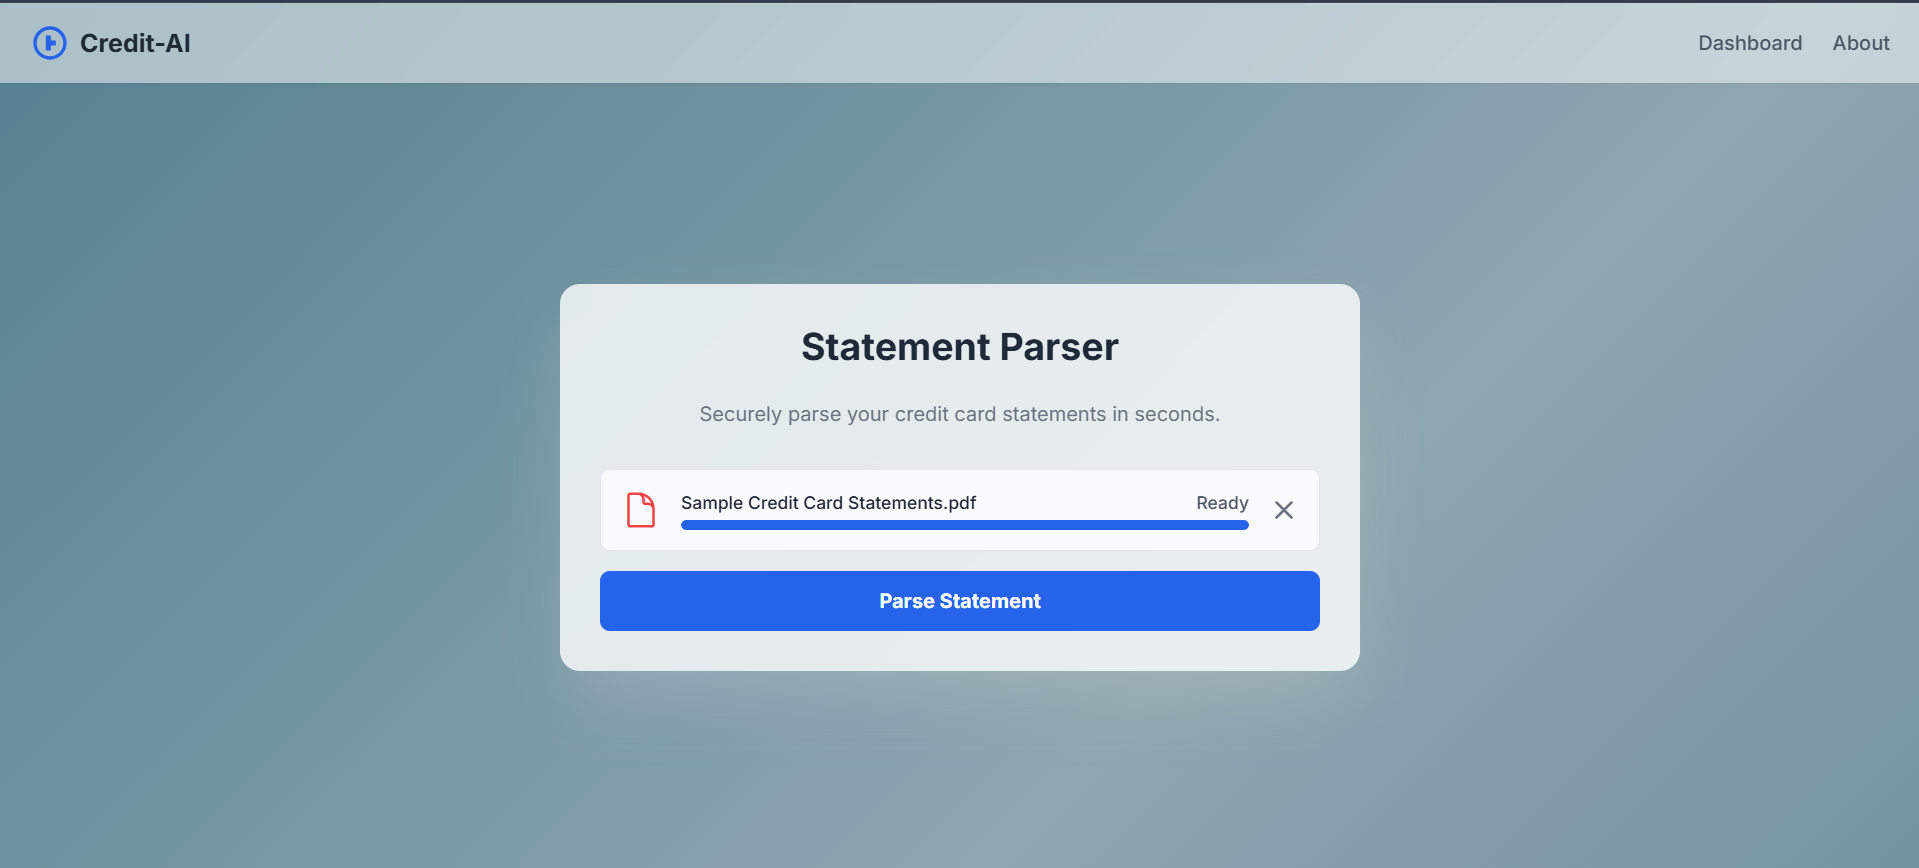 Credit-AI
Dashboard
About
Statement Parser
Securely parse your credit card statements in seconds.
Sample Credit Card Statements.pdf
Ready
Parse Statement